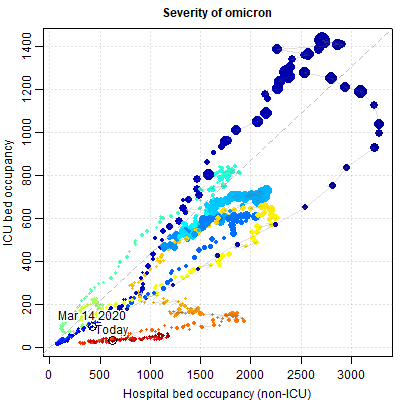 Severity of omicron
ICU bed occupancy
1400
1200
1000
800
600
400
200
0
Mar 14 2020
Today
0 500 1000 1500 2000 2500 3000
Hospital bed occupancy (non-ICU)